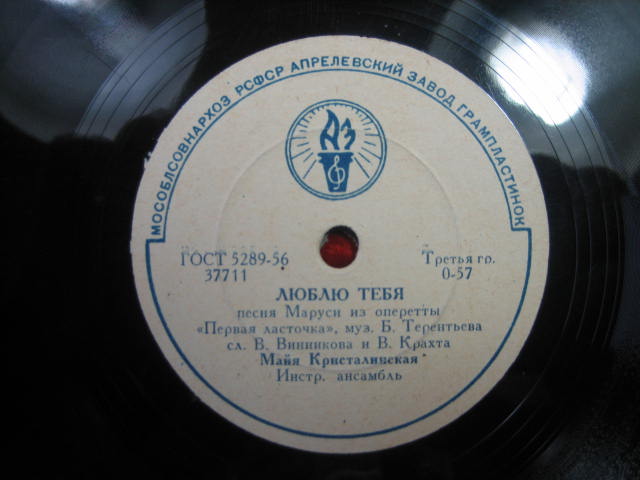 МОСОБЛСОВНАРХОЗ РСФСР АПРЕЛЕВСКИЙ ЗАВОД ГРАМПЛАСТИНОК
АЗ
ГОСТ 5289-56
37711
Третья гр.
0-57
ЛЮБЛЮ ТЕБЯ
песня Маруси из оперетты
«Первая ласточка», муз. Б. Терентьева
сл. В. Винникова и В. Крахта
Майя Кристалинская
Инстр. ансамбль